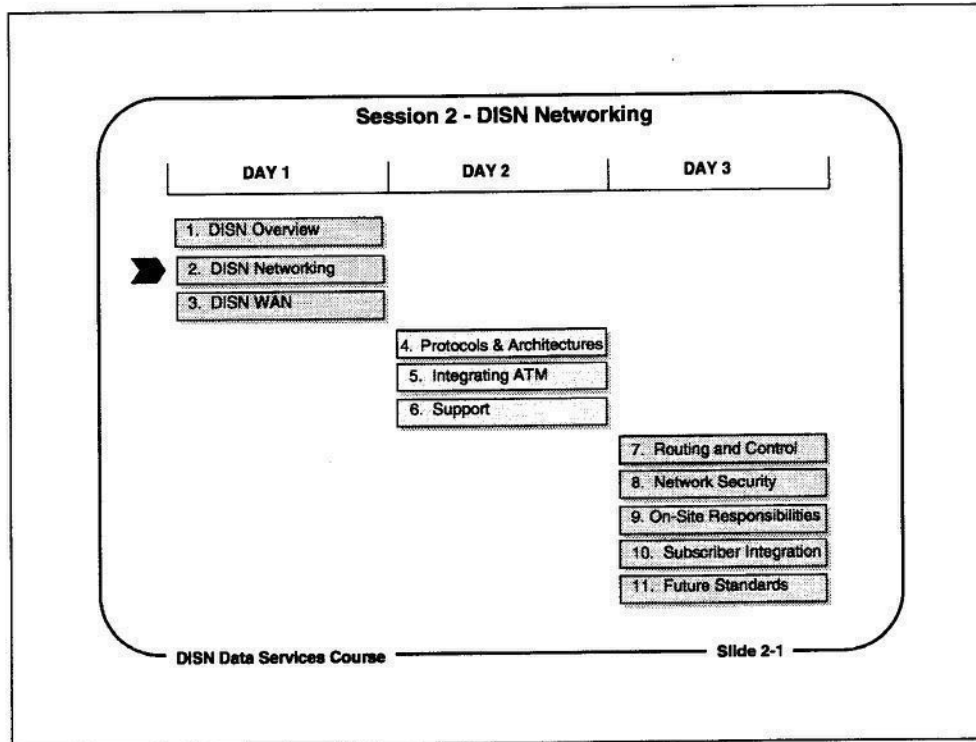 Session 2 - DISN Networking
DAY 1 DAY 2 DAY 3
1. DISN Overview
2. DISN Networking
3. DISN WAN
4. Protocols & Architectures
5. Integrating ATM
6. Support
7. Routing and Control
8. Network Security
9. On-Site Responsibilities
10. Subscriber Integration
11. Future Standards
DISN Data Services Course Slide 2-1